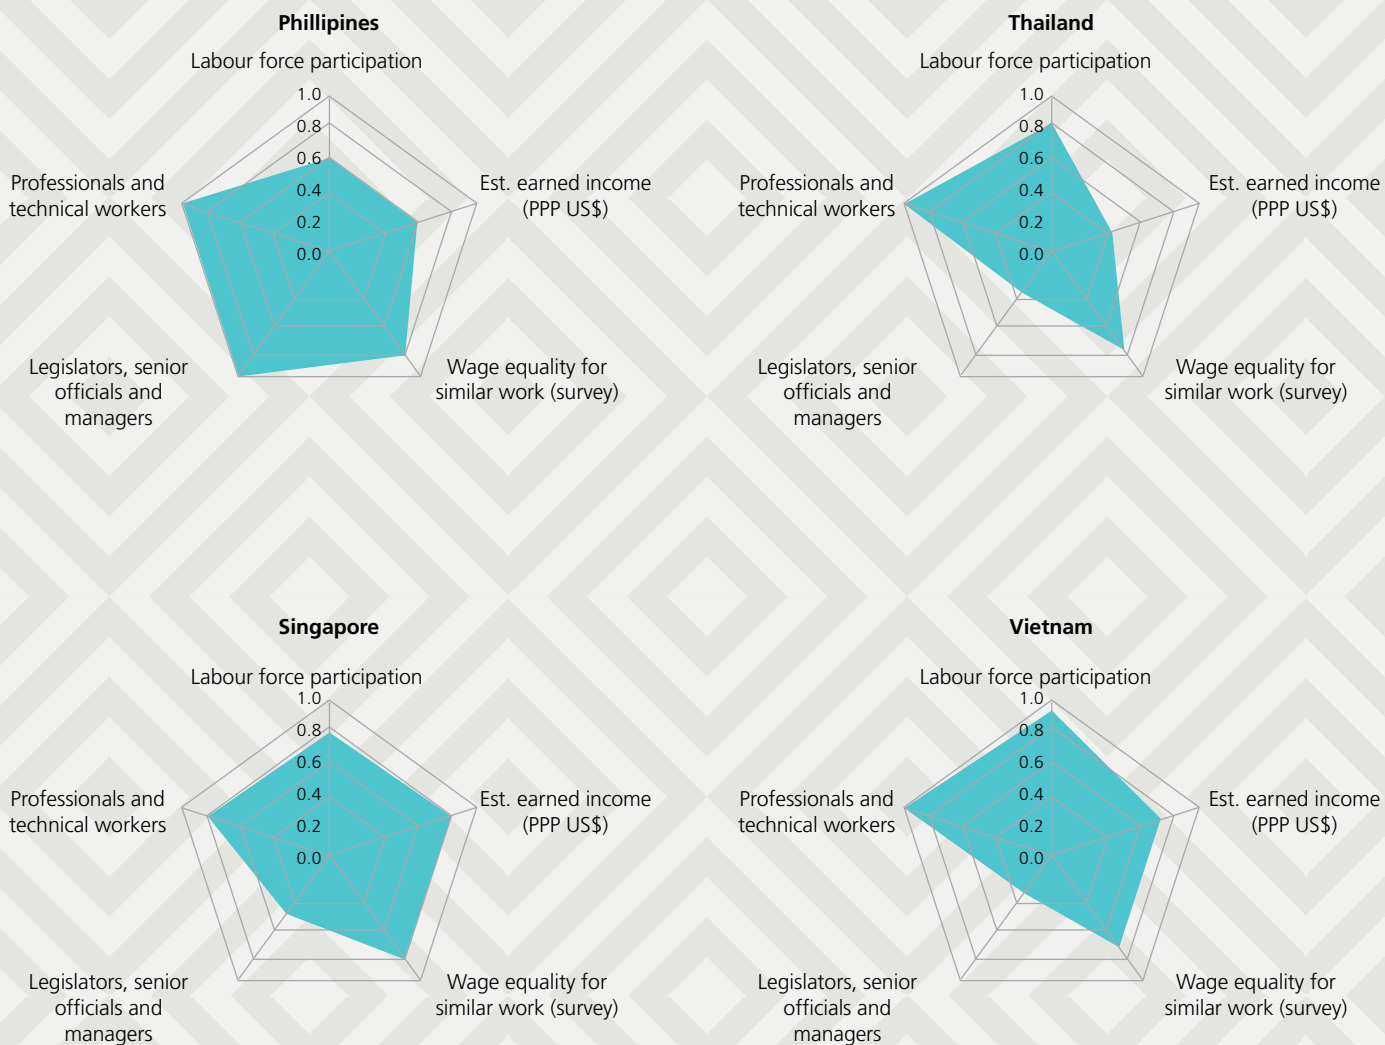 Phillipines
Labour force participation
1.0
0.8
0.6
0.4
0.2
0.0
Professionals and
technical workers
Est. earned income
(PPP US$)
Legislators, senior
officials and
managers
Wage equality for
similar work (survey)
Thailand
Labour force participation
1.0
0.8
0.6
0.4
0.2
0.0
Professionals and
technical workers
Est. earned income
(PPP US$)
Legislators, senior
officials and
managers
Wage equality for
similar work (survey)
Singapore
Labour force participation
1.0
0.8
0.6
0.4
0.2
0.0
Professionals and
technical workers
Est. earned income
(PPP US$)
Legislators, senior
officials and
managers
Wage equality for
similar work (survey)
Vietnam
Labour force participation
1.0
0.8
0.6
0.4
0.2
0.0
Professionals and
technical workers
Est. earned income
(PPP US$)
Legislators, senior
officials and
managers
Wage equality for
similar work (survey)